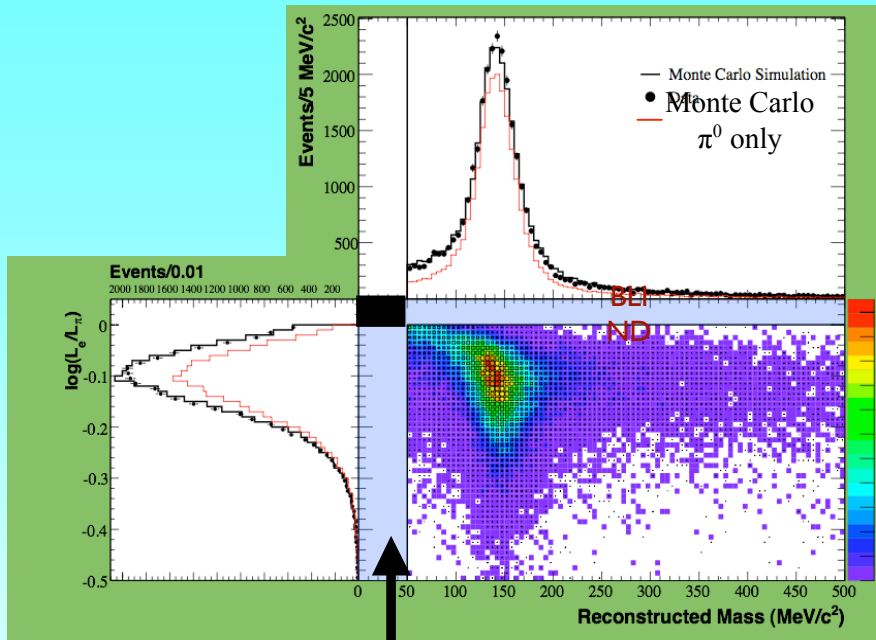 2500
2000
1500
1000
500
Events/5 MeV/c²
Monte Carlo Simulation
Data
Monte Carlo
π⁰ only
Events/0.01
2000 1800 1600 1400 1200 1000 800 600 400 200
BLI
ND
0
-0.1
-0.2
-0.3
-0.4
-0.5
log(Lₑ/Lπ)
0 50 100 150 200 250 300 350 400 450 500
Reconstructed Mass (MeV/c²)